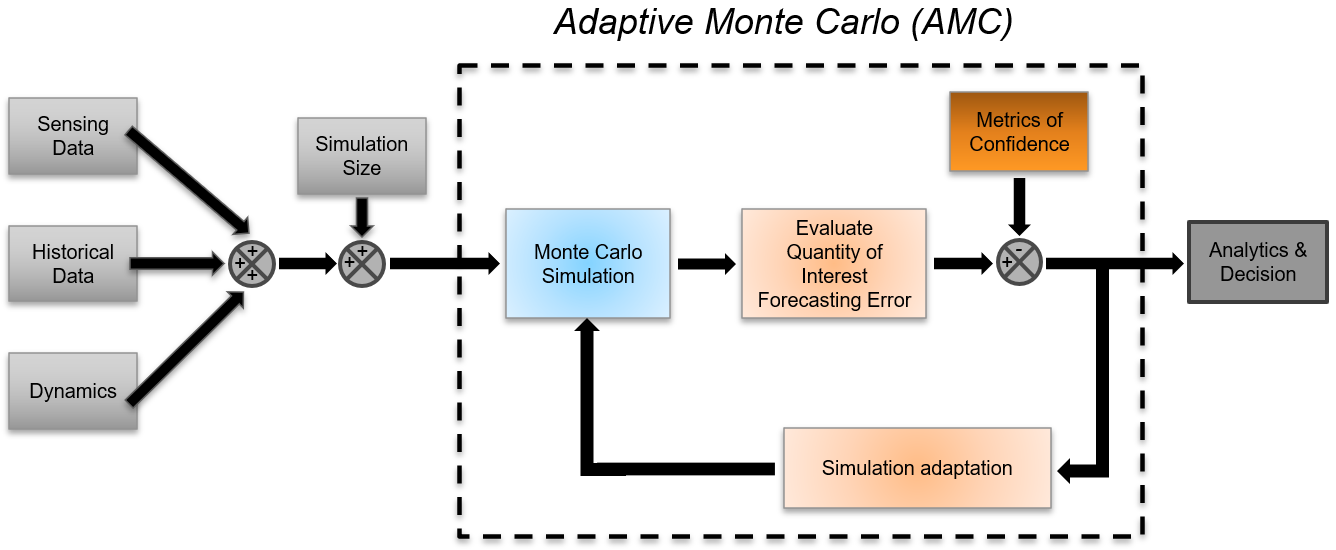 Adaptive Monte Carlo (AMC)
Sensing
Data
Simulation
Size
Metrics of
Confidence
Historical
Data
+
+
+
+
+
Monte Carlo
Simulation
Evaluate
Quantity of
Interest
Forecasting Error
-
+
Analytics &
Decision
Dynamics
Simulation adaptation